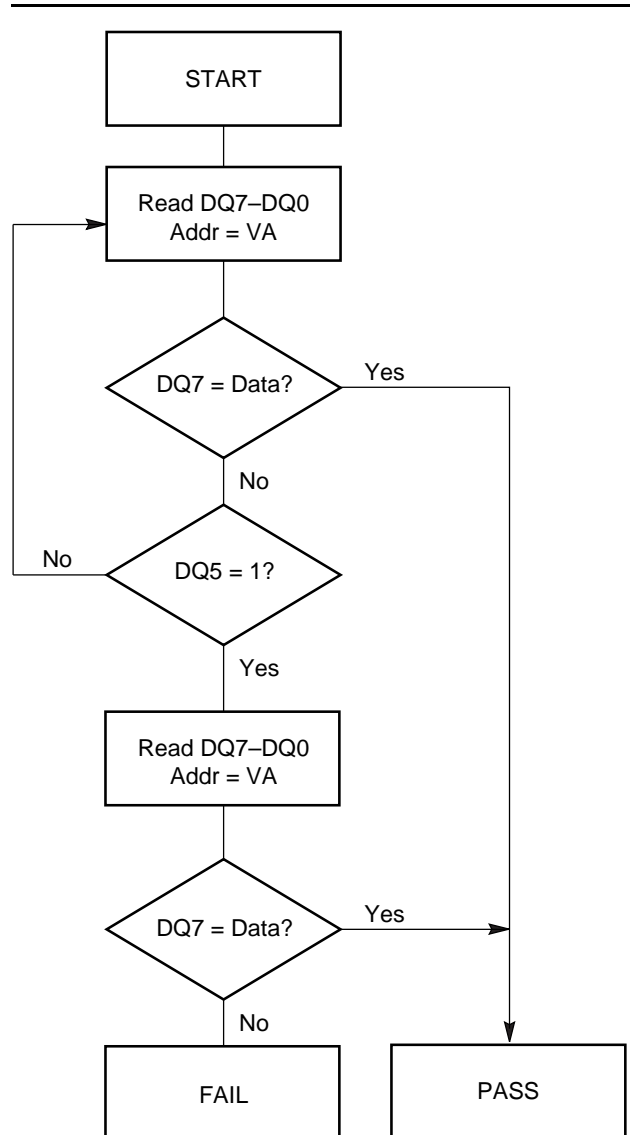 START
Read DQ7–DQ0
Addr = VA
DQ7 = Data?
Yes
No
No
DQ5 = 1?
Yes
Read DQ7–DQ0
Addr = VA
DQ7 = Data?
Yes
No
FAIL
PASS